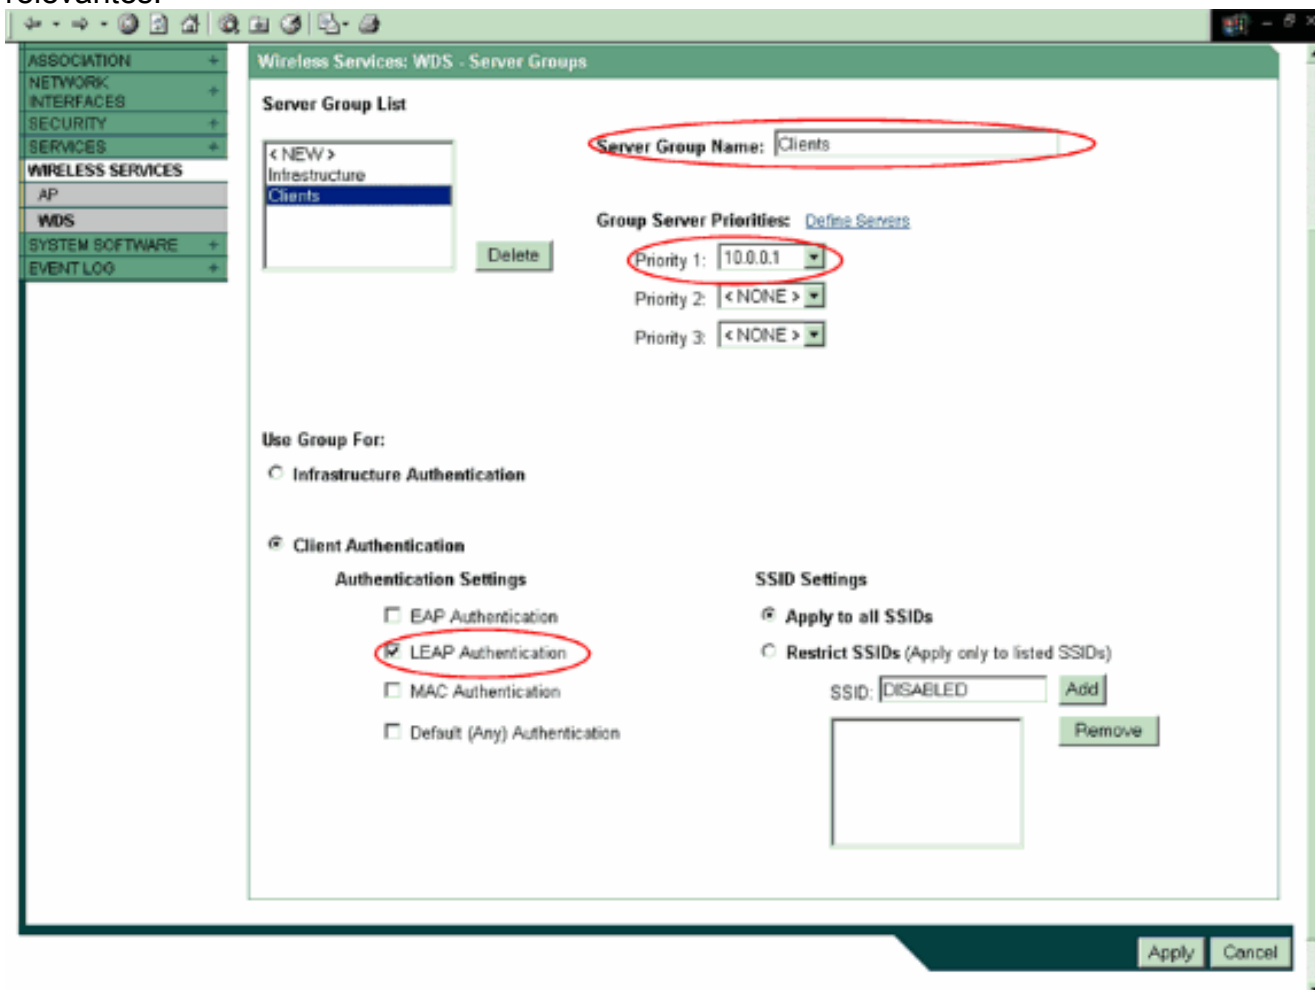 relevantes.
ASSOCIATION +
NETWORK
INTERFACES +
SECURITY +
SERVICES +
WIRELESS SERVICES
AP
WDS
SYSTEM SOFTWARE +
EVENT LOG +
Wireless Services: WDS - Server Groups
Server Group List
< NEW >
Infrastructure
Clients
Delete
Server Group Name: Clients
Group Server Priorities: Define Servers
Priority 1: 10.0.0.1
Priority 2: < NONE >
Priority 3: < NONE >
Use Group For:
Infrastructure Authentication
Client Authentication
Authentication Settings
EAP Authentication
LEAP Authentication
MAC Authentication
Default (Any) Authentication
SSID Settings
Apply to all SSIDs
Restrict SSIDs (Apply only to listed SSIDs)
SSID: DISABLED Add
Remove
Apply Cancel